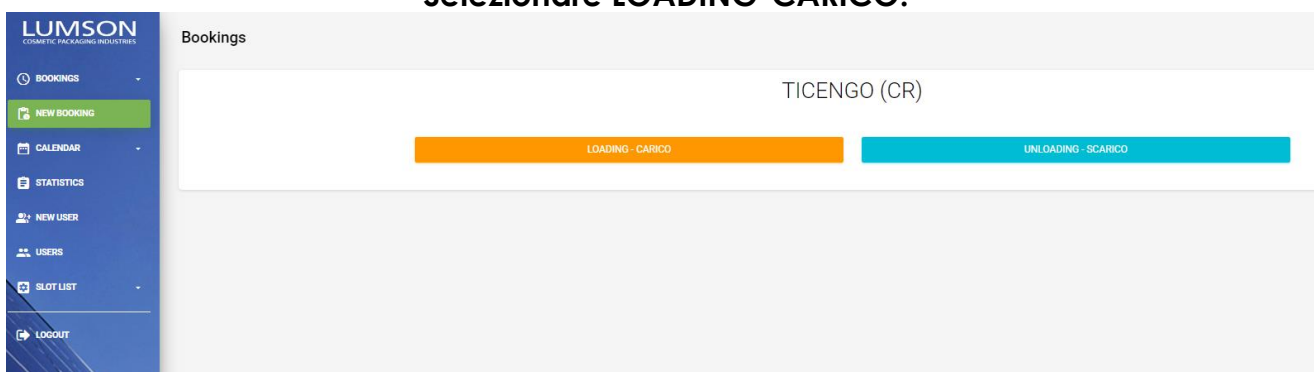 Selezionare LOADING-CARICO.
LUMSON
COSMETIC PACKAGING INDUSTRIES
BOOKINGS
NEW BOOKING
CALENDAR
STATISTICS
NEW USER
USERS
SLOT LIST
LOGOUT
Bookings
TICENGO (CR)
LOADING - CARICO
UNLOADING - SCARICO